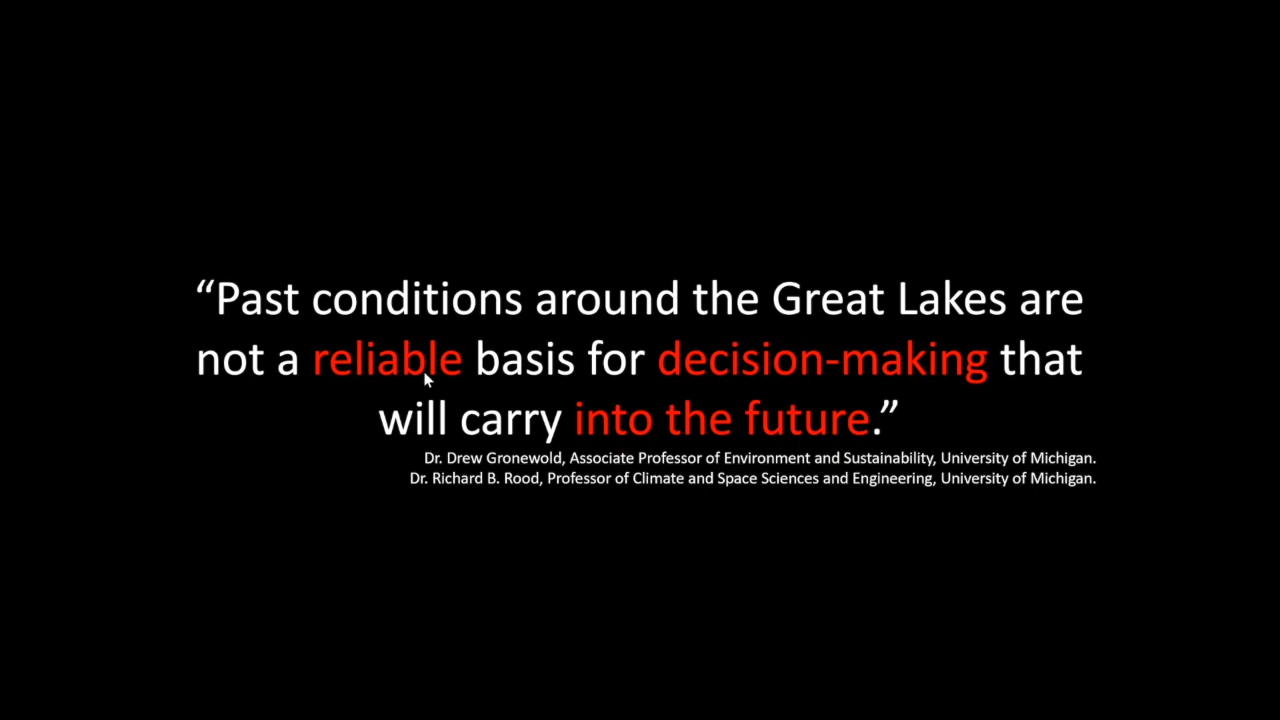 “Past conditions around the Great Lakes are
not a reliable basis for decision-making that
will carry into the future.”
Dr. Drew Gronewold, Associate Professor of Environment and Sustainability, University of Michigan.
Dr. Richard B. Rood, Professor of Climate and Space Sciences and Engineering, University of Michigan.